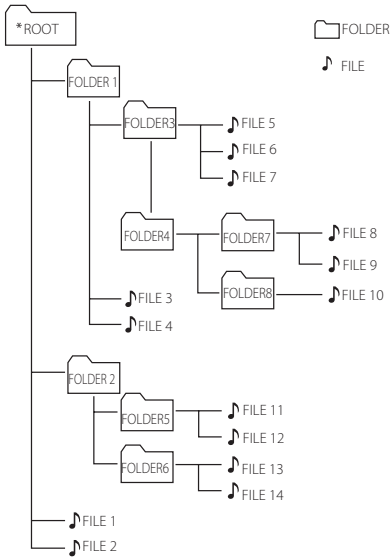 *ROOT
FOLDER
FILE
FOLDER 1
FOLDER3
FILE 5
FILE 6
FILE 7
FOLDER4
FOLDER7
FILE 8
FILE 9
FOLDER8
FILE 10
FILE 3
FILE 4
FOLDER 2
FOLDER5
FILE 11
FILE 12
FOLDER6
FILE 13
FILE 14
FILE 1
FILE 2